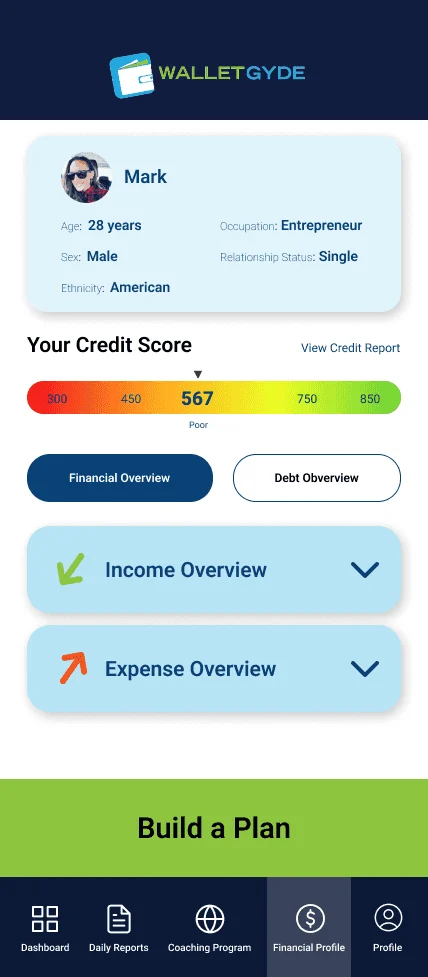 WALLETGYDE
Mark
Age: 28 years
Occupation: Entrepreneur
Sex: Male
Relationship Status: Single
Ethnicity: American
Your Credit Score
View Credit Report
300 450 567 750 850
Poor
Financial Overview
Debt Obverview
Income Overview
Expense Overview
Build a Plan
Dashboard Daily Reports Coaching Program Financial Profile Profile